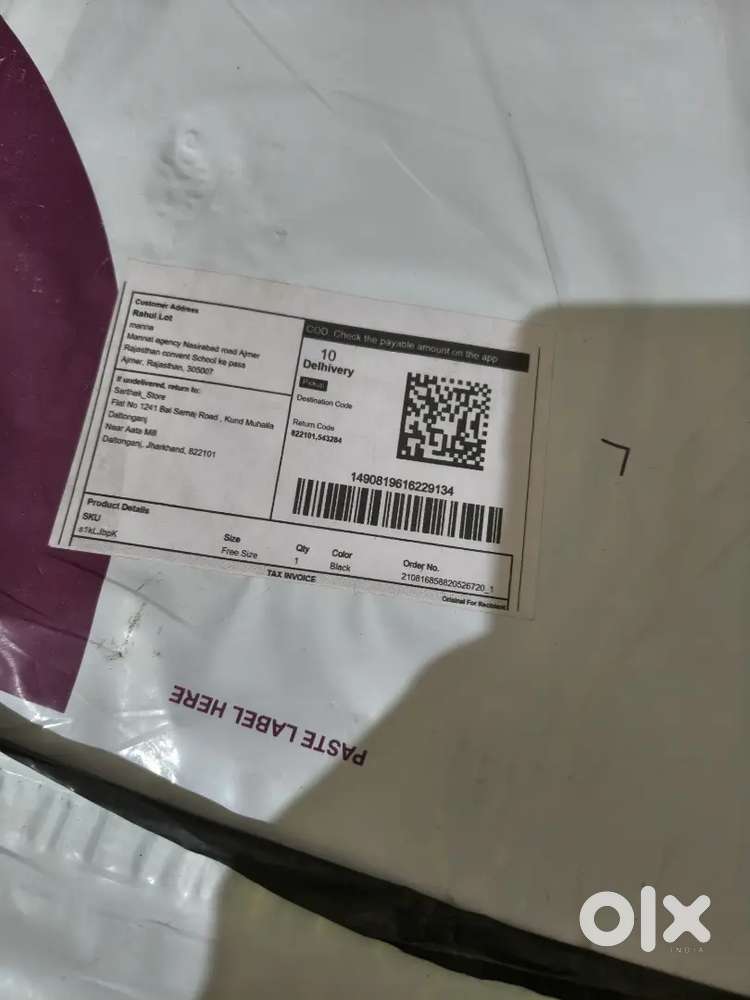 Customer Address
Rahul Lot
manna
Monnai agency Nasirabad road Ajmer
Rajasthan convent School ke pass
Ajmer, Rajasthan, 305007
If undelivered, return to:
Sarthak_Store
Flat No 1241 Bal Samaj Road , Kund Muhalla
Daltonganj
Near Aata Mill
Daltonganj, Jharkhand, 822101
COD: Check the payable amount on the app
10
Delhivery
Pickup
Destination Code
Return Code
822101,543284
1490819616229134
Product Details
SKU Size Qty Color Order No.
Free Size 1 Black 210816858820526720_1
TAX INVOICE Original For Recipient
PASTE LABEL HERE
olx
INDIA